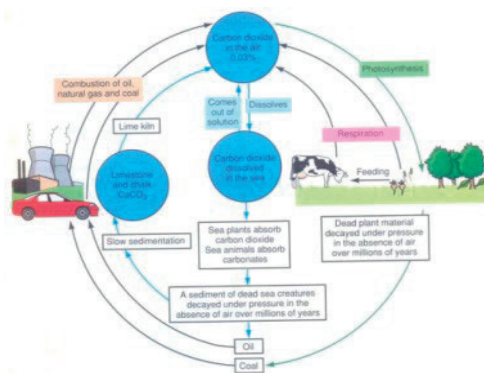 Carbon dioxide
in the air
0.03%
Combustion of oil,
natural gas and coal
Photosynthesis
Comes
out of
solution
Dissolves
Lime kiln
Respiration
Limestone
and chalk
CaCO₃
Carbon dioxide
dissolved
in the sea
Feeding
Slow sedimentation
Sea plants absorb
carbon dioxide
Sea animals absorb
carbonates
Dead plant material
decayed under pressure
in the absence of air
over millions of years
A sediment of dead sea creatures
decayed under pressure in the
absence of air over millions of years
Oil
Coal